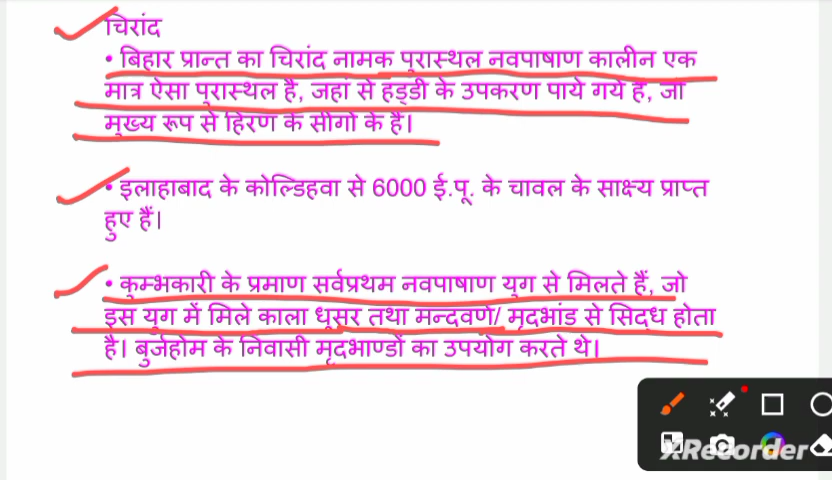 चिरांद
• बिहार प्रान्त का चिरांद नामक पुरास्थल नवपाषाण कालीन एक
मात्र ऐसा पुरास्थल है, जहां से हड्डी के उपकरण पाये गये हैं, जो
मुख्य रूप से हिरण के सींगों के हैं।
• इलाहाबाद के कोल्डिहवा से 6000 ई.पू. के चावल के साक्ष्य प्राप्त
हुए हैं।
• कुम्भकारी के प्रमाण सर्वप्रथम नवपाषाण युग से मिलते हैं, जो
इस युग में मिले काला धूसर तथा मन्दवर्ण/ मृदभांड से सिद्ध होता
है। बुर्जहोम के निवासी मृदभाण्डों का उपयोग करते थे।
XRecorder